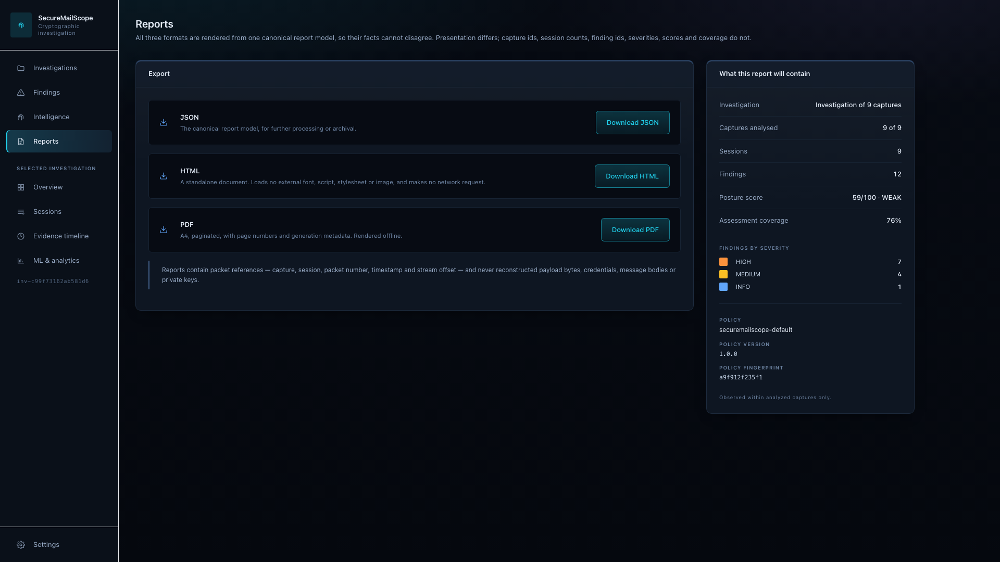 SecureMailScope
Cryptographic
investigation
Investigations
Findings
Intelligence
Reports
SELECTED INVESTIGATION
Overview
Sessions
Evidence timeline
ML & analytics
inv-c99f73162ab581d6
Settings
Reports
All three formats are rendered from one canonical report model, so their facts cannot disagree. Presentation differs; capture ids, session counts, finding ids, severities, scores and coverage do not.
Export
JSON
The canonical report model, for further processing or archival.
Download JSON
HTML
A standalone document. Loads no external font, script, stylesheet or image, and makes no network request.
Download HTML
PDF
A4, paginated, with page numbers and generation metadata. Rendered offline.
Download PDF
Reports contain packet references — capture, session, packet number, timestamp and stream offset — and never reconstructed payload bytes, credentials, message bodies or
private keys.
What this report will contain
Investigation Investigation of 9 captures
Captures analysed 9 of 9
Sessions 9
Findings 12
Posture score 59/100 · WEAK
Assessment coverage 76%
FINDINGS BY SEVERITY
HIGH 7
MEDIUM 4
INFO 1
POLICY
securemailscope-default
POLICY VERSION
1.0.0
POLICY FINGERPRINT
a9f912f235f1
Observed within analyzed captures only.